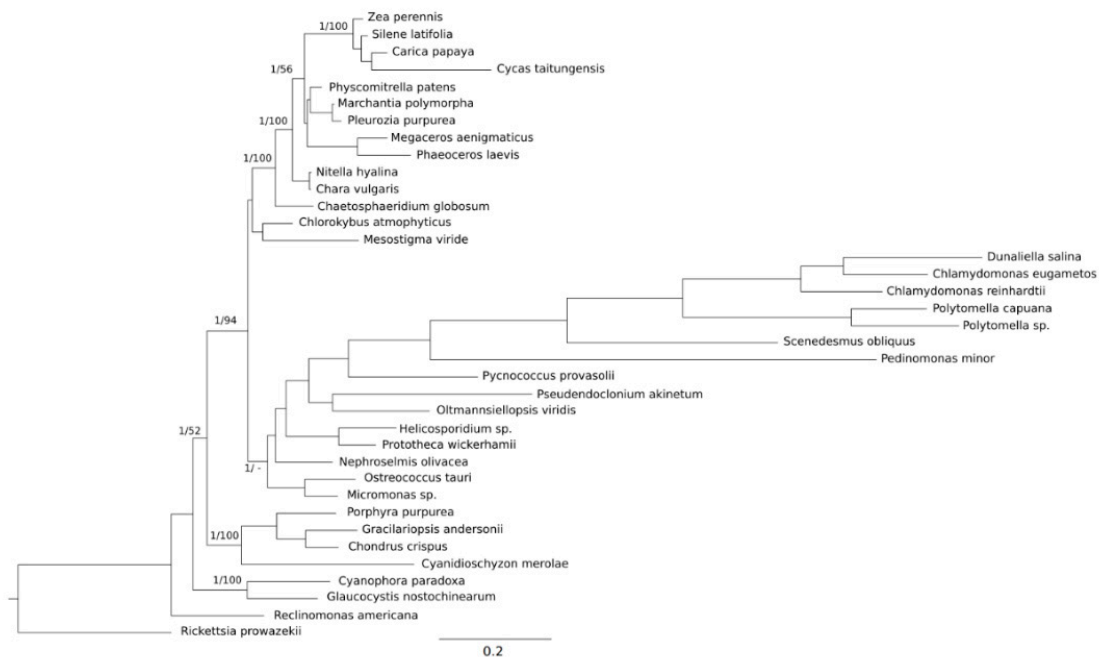 Zea perennis
1/100
Silene latifolia
Carica papaya
1/56
Cycas taitungensis
Physcomitrella patens
Marchantia polymorpha
1/100
Pleurozia purpurea
Megaceros aenigmaticus
1/100
Phaeoceros laevis
Nitella hyalina
Chara vulgaris
Chaetosphaeridium globosum
Chlorokybus atmophyticus
Mesostigma viride
Dunaliella salina
Chlamydomonas eugametos
Chlamydomonas reinhardtii
Polytomella capuana
1/94
Polytomella sp.
Scenedesmus obliquus
Pedinomonas minor
Pycnococcus provasolii
Pseudendoclonium akinetum
Oltmannsiellopsis viridis
1/52
Helicosporidium sp.
Prototheca wickerhamii
Nephroselmis olivacea
1/ -
Ostreococcus tauri
Micromonas sp.
Porphyra purpurea
1/100
Gracilariopsis andersonii
Chondrus crispus
Cyanidioschyzon merolae
1/100
Cyanophora paradoxa
Glaucocystis nostochinearum
Reclinomonas americana
Rickettsia prowazekii
0.2